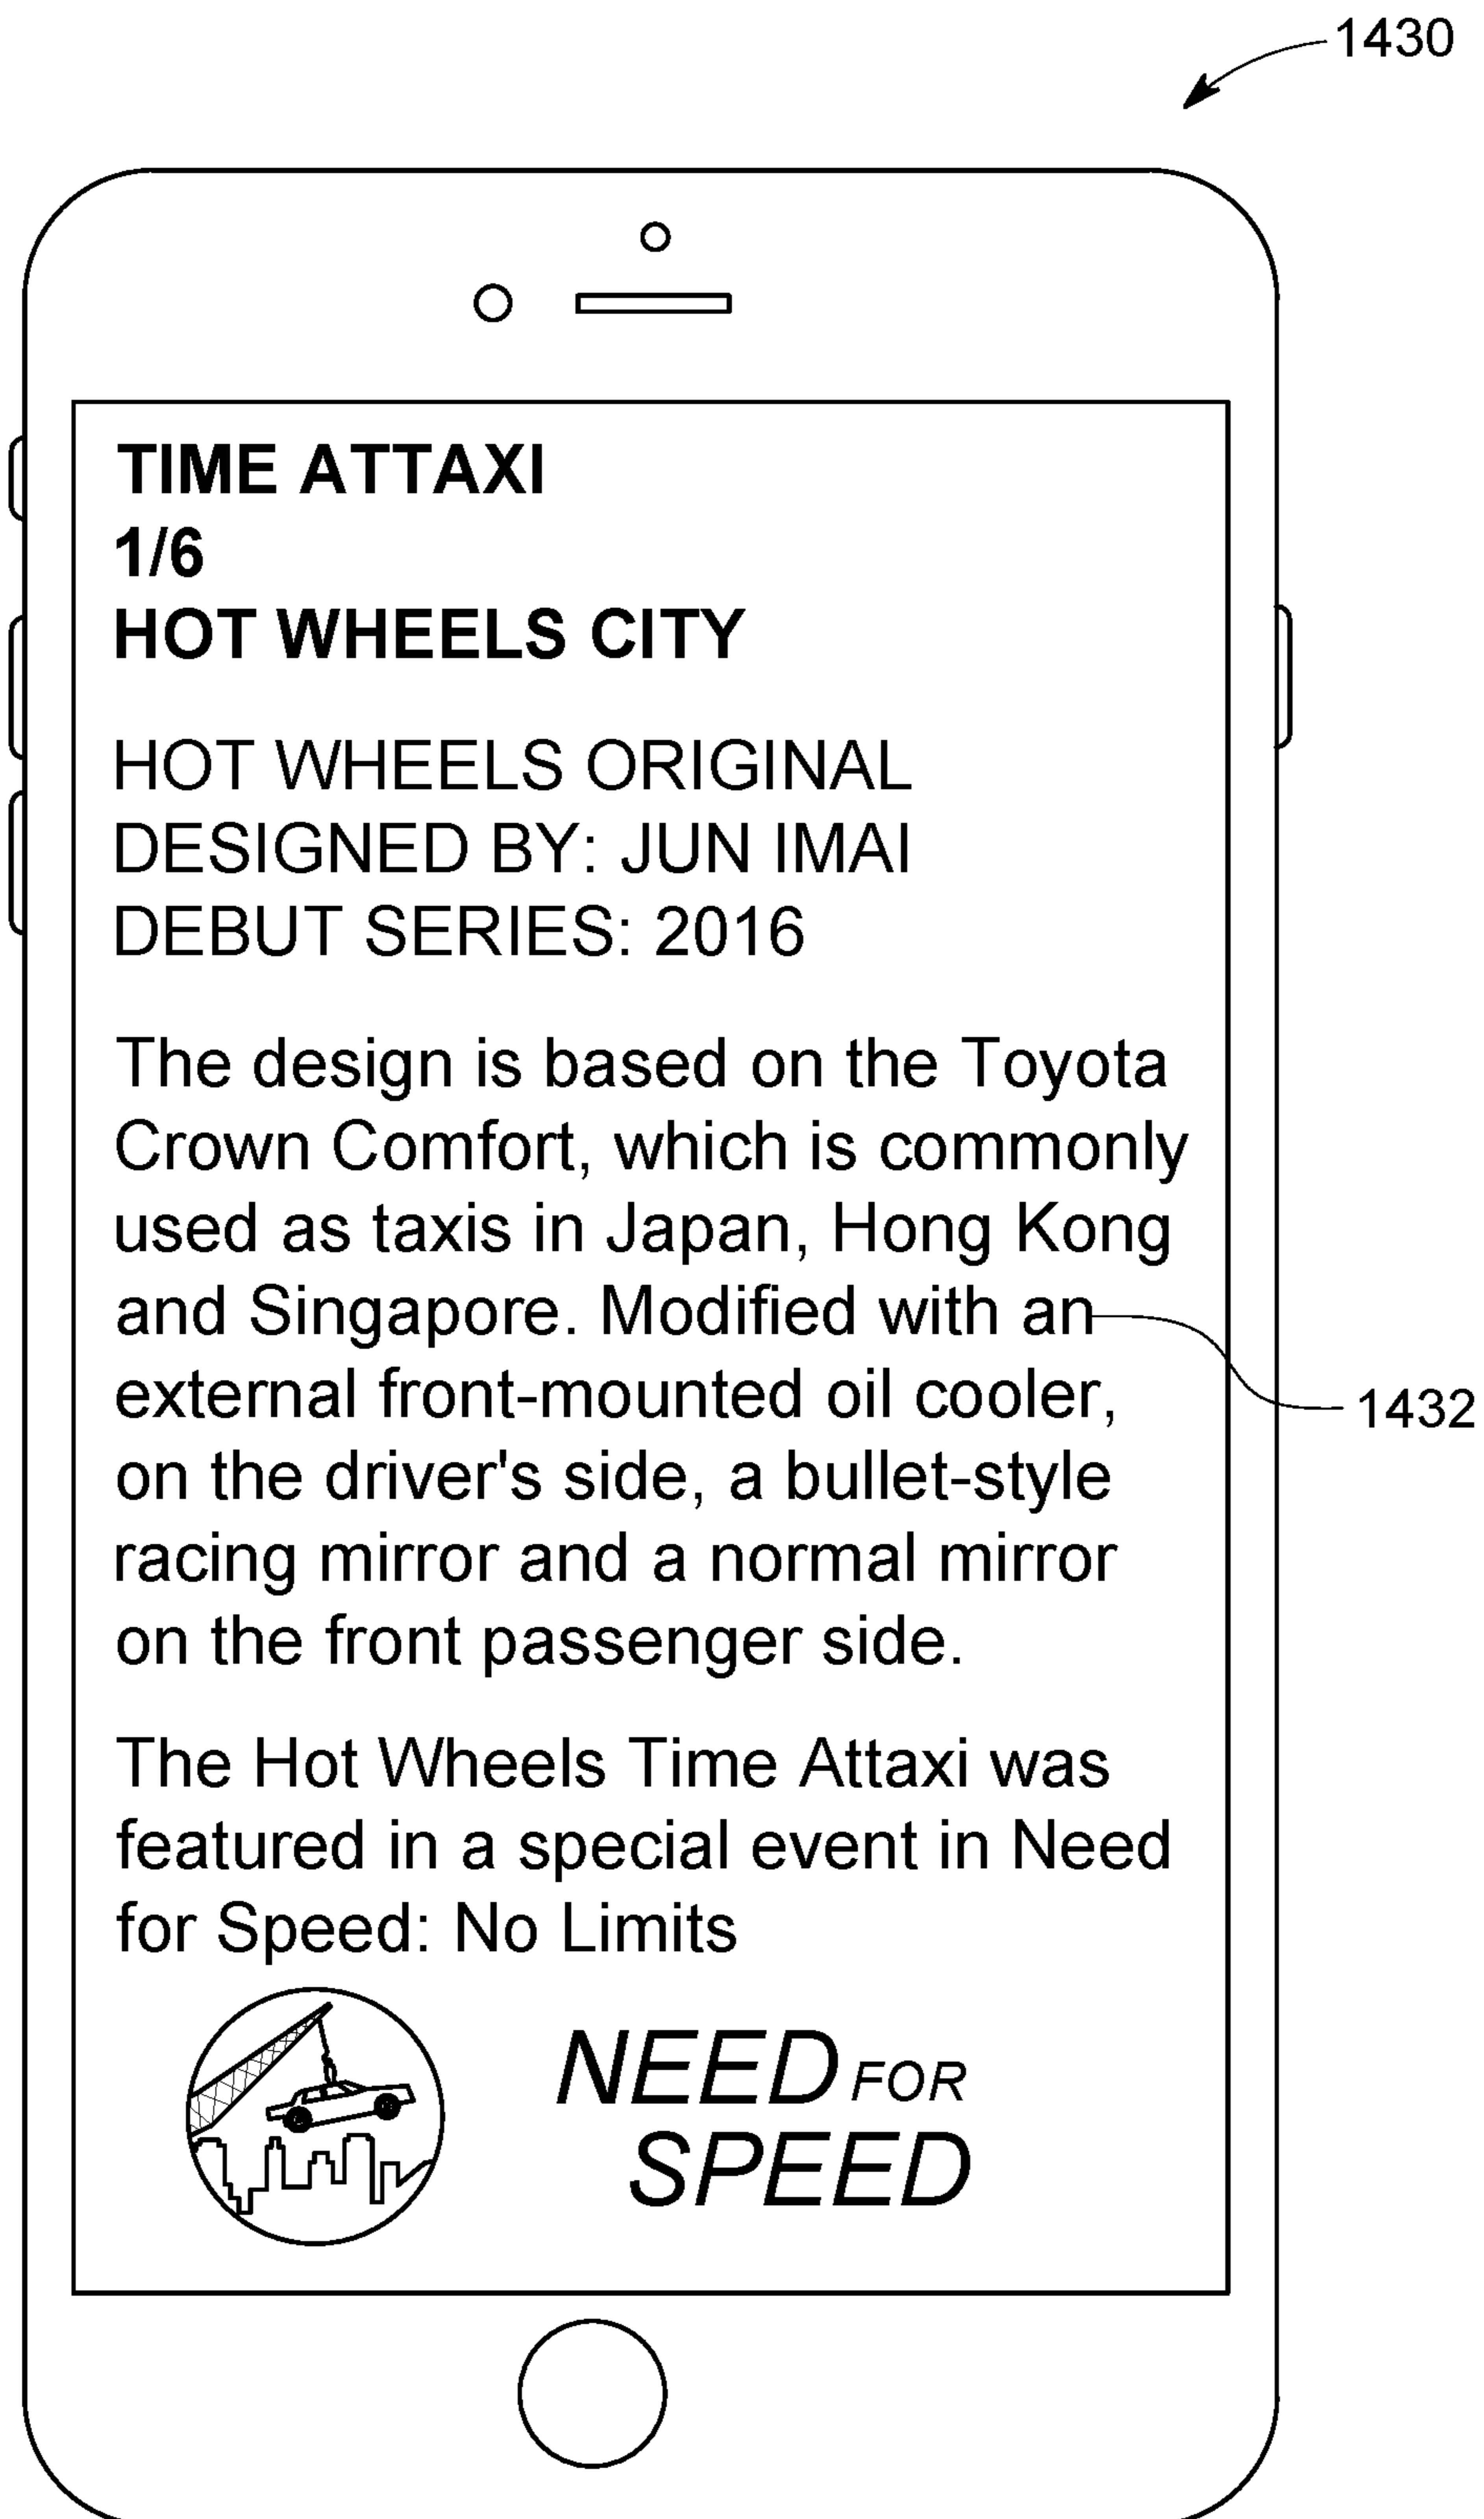 1430
TIME ATTAXI
1/6
HOT WHEELS CITY
HOT WHEELS ORIGINAL
DESIGNED BY: JUN IMAI
DEBUT SERIES: 2016
The design is based on the Toyota
Crown Comfort, which is commonly
used as taxis in Japan, Hong Kong
and Singapore. Modified with an
external front-mounted oil cooler,
1432
on the driver's side, a bullet-style
racing mirror and a normal mirror
on the front passenger side.
The Hot Wheels Time Attaxi was
featured in a special event in Need
for Speed: No Limits
NEED FOR
SPEED